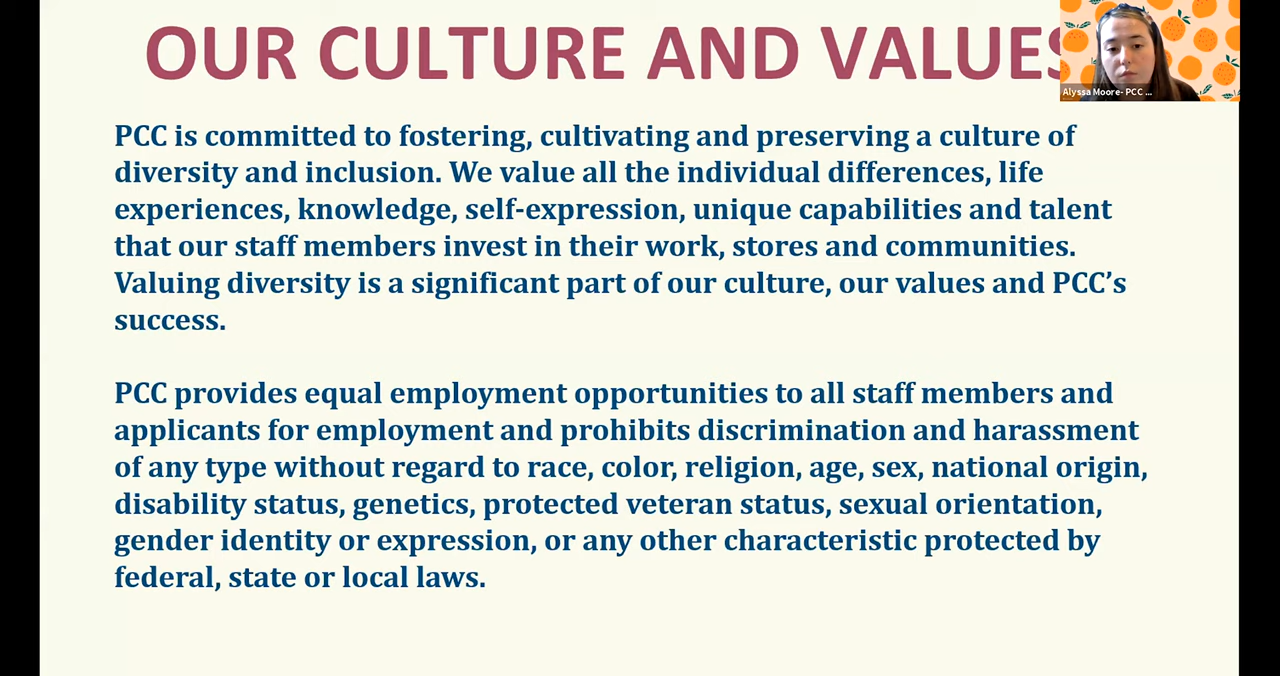 OUR CULTURE AND VALUES
Alyssa Moore- PCC ...
PCC is committed to fostering, cultivating and preserving a culture of
diversity and inclusion. We value all the individual differences, life
experiences, knowledge, self-expression, unique capabilities and talent
that our staff members invest in their work, stores and communities.
Valuing diversity is a significant part of our culture, our values and PCC’s
success.
PCC provides equal employment opportunities to all staff members and
applicants for employment and prohibits discrimination and harassment
of any type without regard to race, color, religion, age, sex, national origin,
disability status, genetics, protected veteran status, sexual orientation,
gender identity or expression, or any other characteristic protected by
federal, state or local laws.